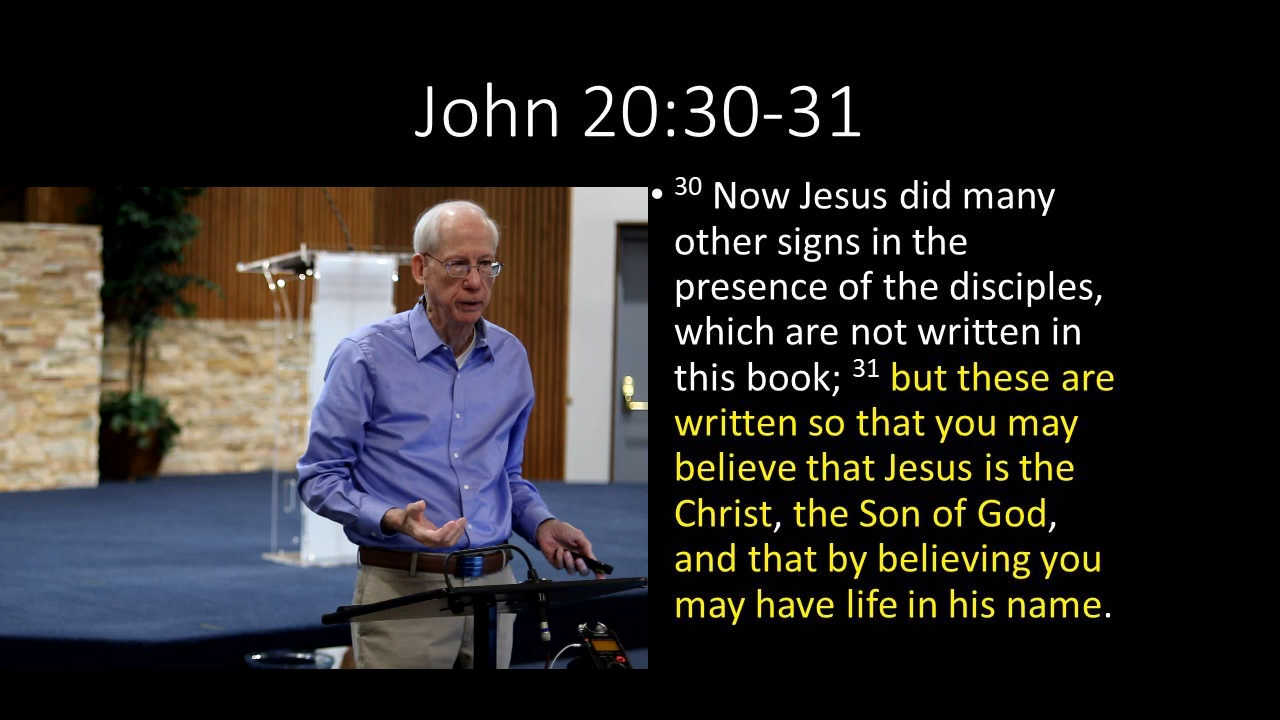 John 20:30-31
• 30 Now Jesus did many
other signs in the
presence of the disciples,
which are not written in
this book; 31 but these are
written so that you may
believe that Jesus is the
Christ, the Son of God,
and that by believing you
may have life in his name.